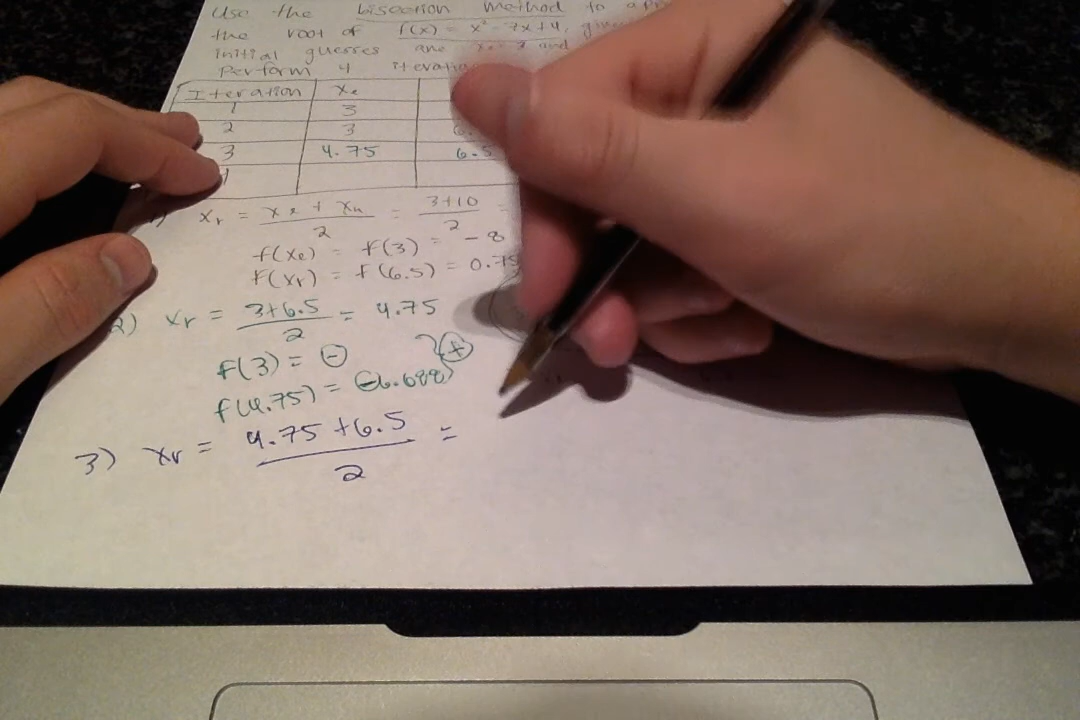 Use the bisection method to
the root of f(x) = x² - 7x + 4,
initial guesses are
Perform 4
Iteration xℓ
1 3
2 3 6.
3 4.75 6.5
xr = xℓ + xu / 2 = 3+10 / 2 =
f(xℓ) = f(3) = -8
f(xr) = f(6.5) = 0.75
2) xr = 3+6.5 / 2 = 4.75
f(3) = ⊖ ⊕
f(4.75) = ⊖6.688
3) xr = 4.75 + 6.5 / 2 =